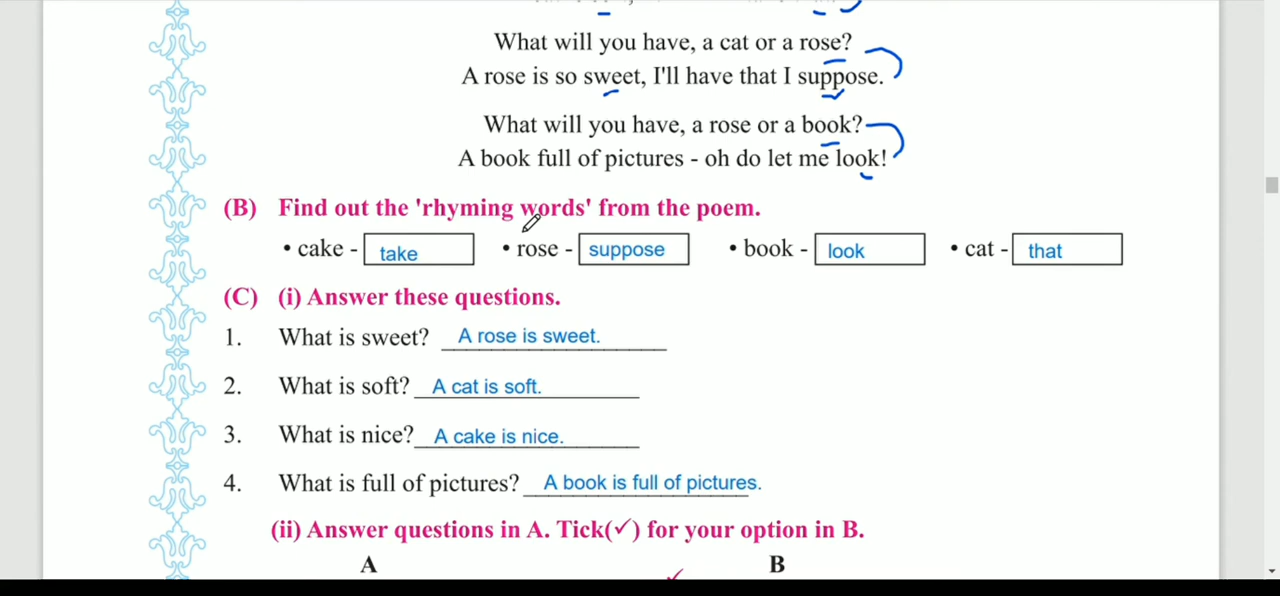 What will you have, a cat or a rose?
A rose is so sweet, I'll have that I suppose.
What will you have, a rose or a book?
A book full of pictures - oh do let me look!
(B) Find out the 'rhyming words' from the poem.
• cake - take • rose - suppose • book - look • cat - that
(C) (i) Answer these questions.
1. What is sweet? A rose is sweet.
2. What is soft? A cat is soft.
3. What is nice? A cake is nice.
4. What is full of pictures? A book is full of pictures.
(ii) Answer questions in A. Tick(✓) for your option in B.
A B